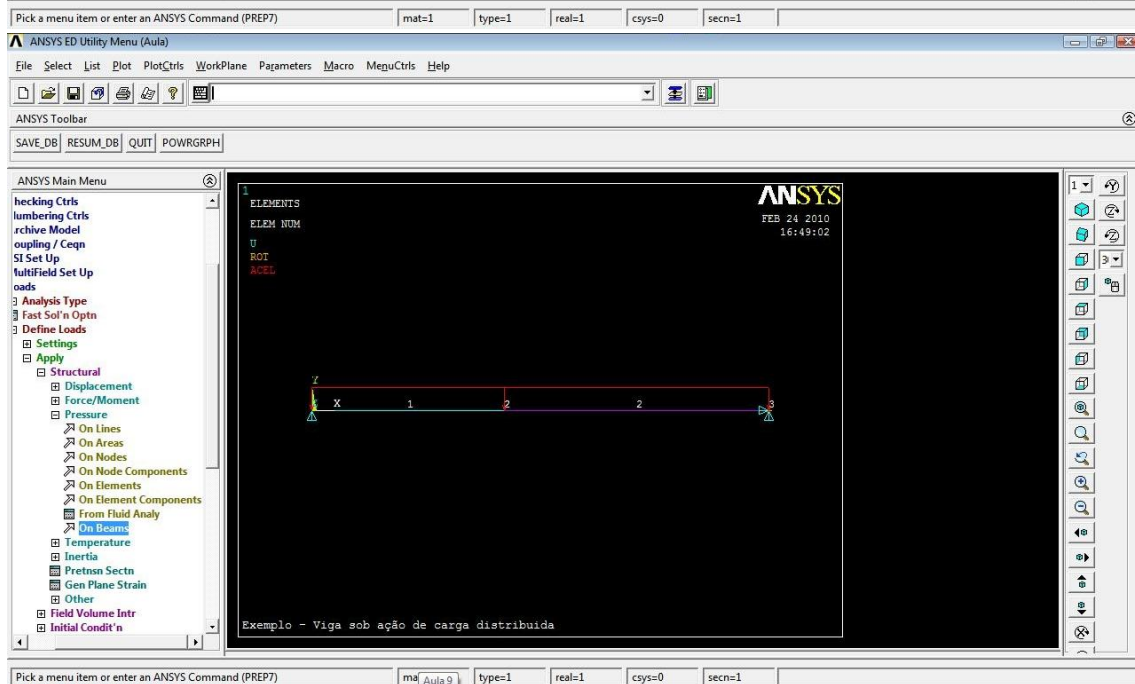 Pick a menu item or enter an ANSYS Command (PREP7) mat=1 type=1 real=1 csys=0 secn=1
ANSYS ED Utility Menu (Aula)
File Select List Plot PlotCtrls WorkPlane Parameters Macro MenuCtrls Help
ANSYS Toolbar
SAVE_DB RESUM_DB QUIT POWRGRPH
ANSYS Main Menu
hecking Ctrls
lumbering Ctrls
rchive Model
oupling / Ceqn
SI Set Up
MultiField Set Up
oads
Analysis Type
Fast Sol'n Optn
Define Loads
Settings
Apply
Structural
Displacement
Force/Moment
Pressure
On Lines
On Areas
On Nodes
On Node Components
On Elements
On Element Components
From Fluid Analy
On Beams
Temperature
Inertia
Pretnsn Sectn
Gen Plane Strain
Other
Field Volume Intr
Initial Condit'n
1
ELEMENTS
ELEM NUM
U
ROT
ACEL
ANSYS
FEB 24 2010
16:49:02
Y
X 1 2 2 3
Exemplo - Viga sob ação de carga distribuida
1
Pick a menu item or enter an ANSYS Command (PREP7) ma Aula 9 type=1 real=1 csys=0 secn=1